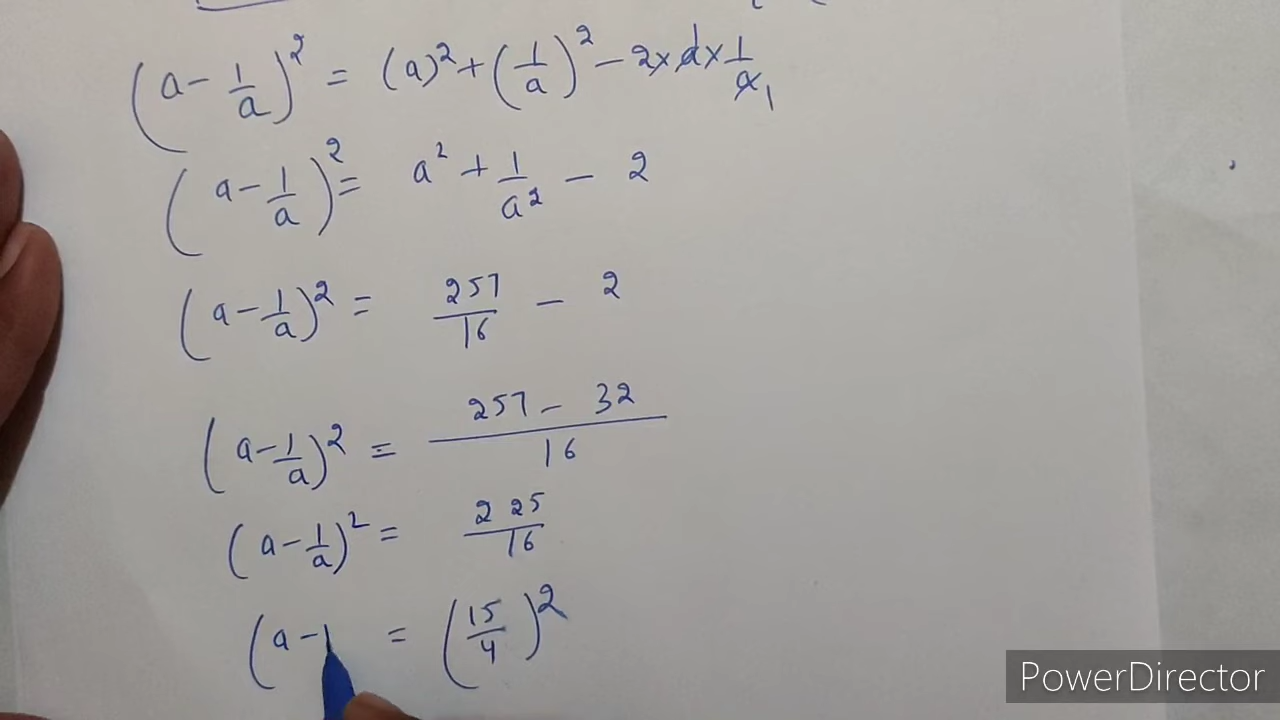 (a - 1/a)² = (a)² + (1/a)² - 2 × a × 1/a 1
(a - 1/a)² = a² + 1/a² - 2
(a - 1/a)² = 257/16 - 2
(a - 1/a)² = 257 - 32/16
(a - 1/a)² = 225/16
(a - 1 = (15/4)²
PowerDirector